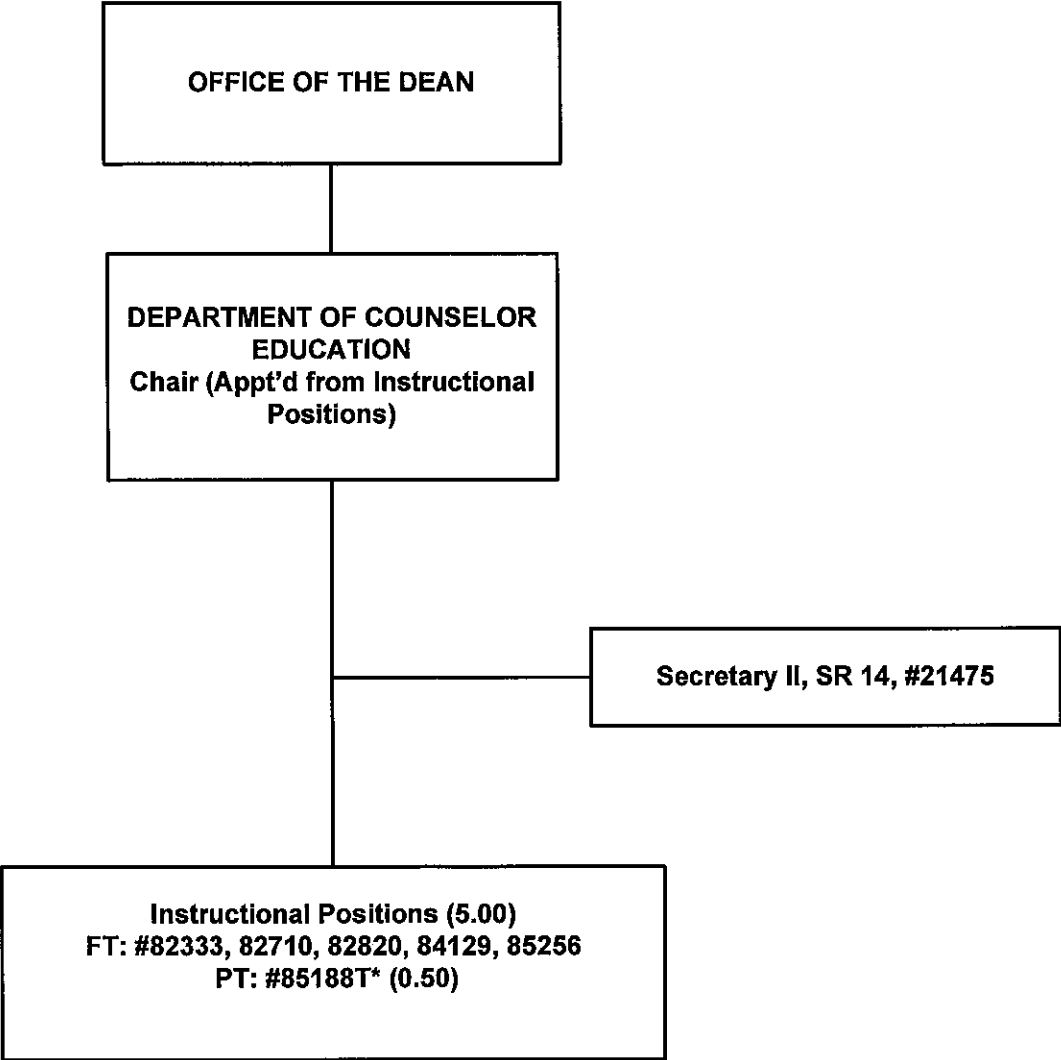 OFFICE OF THE DEAN
DEPARTMENT OF COUNSELOR
EDUCATION
Chair (Appt'd from Instructional
Positions)
Secretary II, SR 14, #21475
Instructional Positions (5.00)
FT: #82333, 82710, 82820, 84129, 85256
PT: #85188T* (0.50)